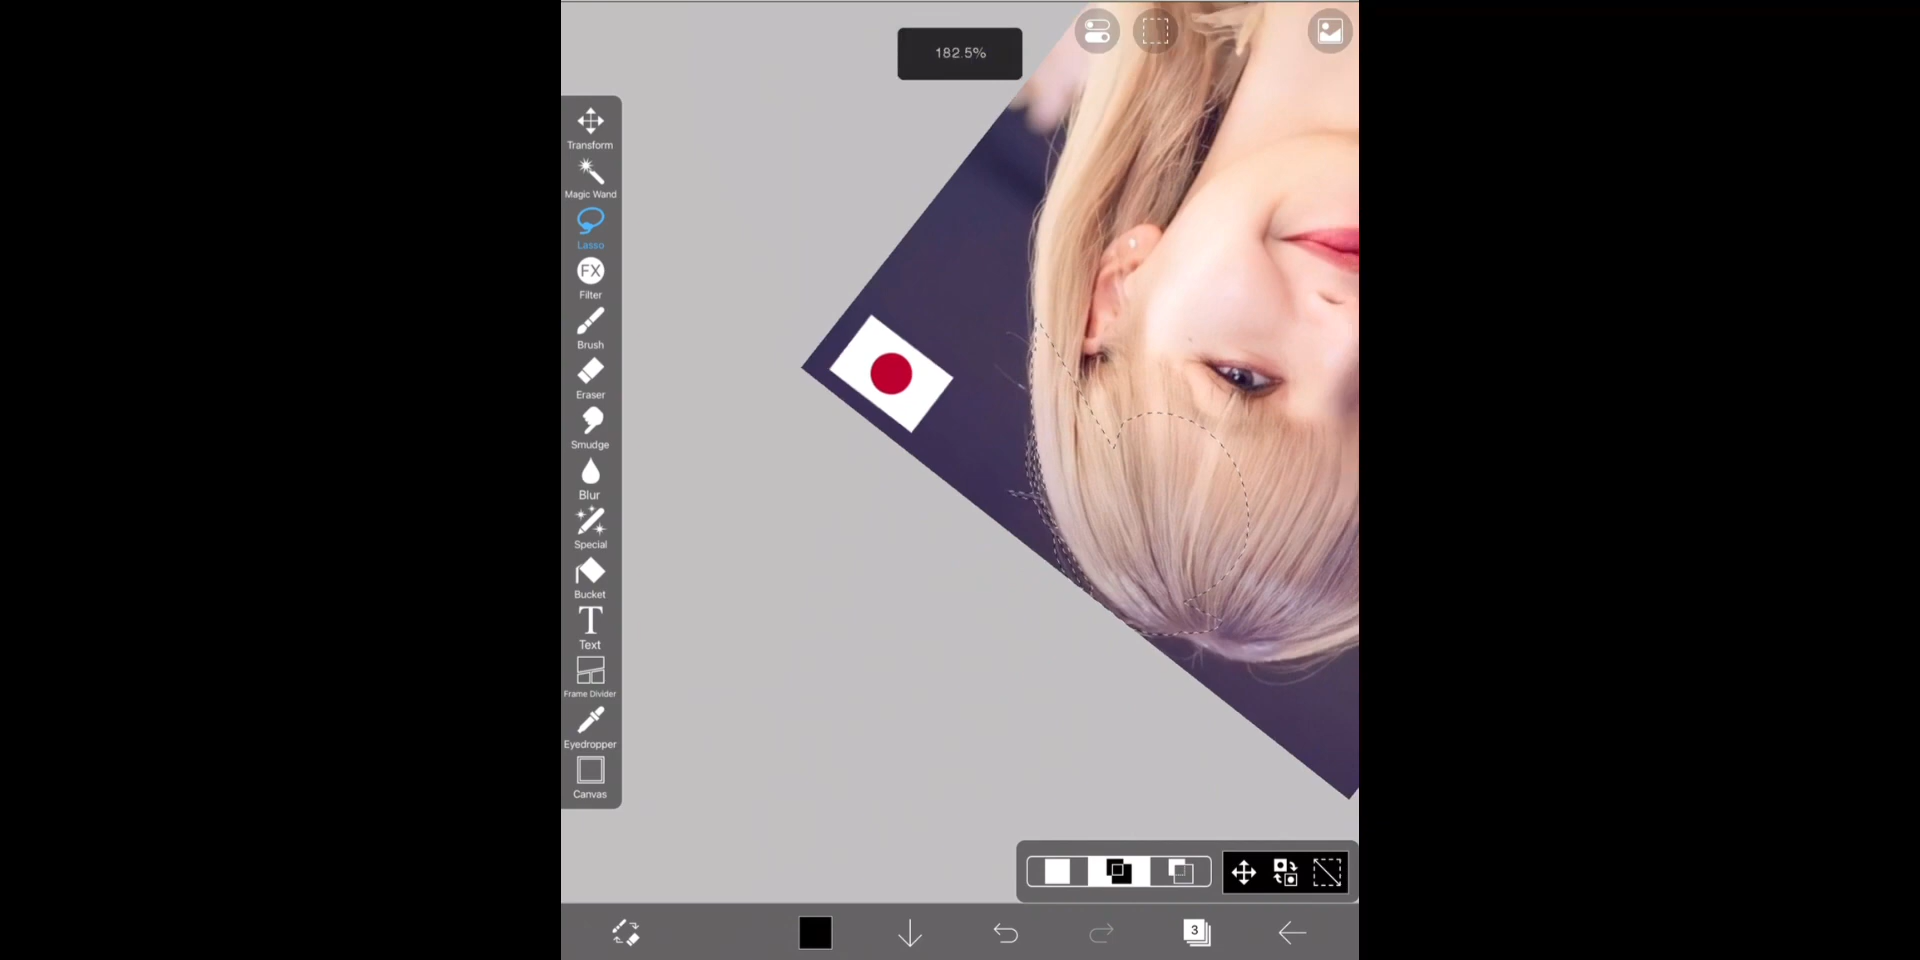 182.5%
Transform
Magic Wand
Lasso
FX
Filter
Brush
Eraser
Smudge
Blur
Special
Bucket
T
Text
Frame Divider
Eyedropper
Canvas
3